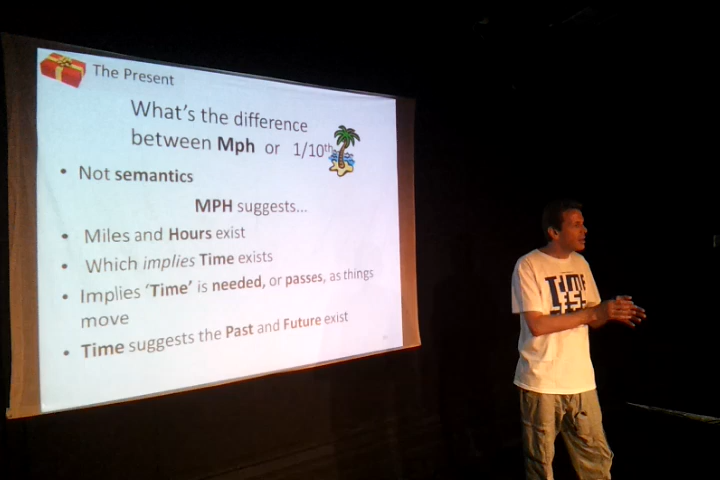 The Present
What's the difference
between Mph or 1/10th
• Not semantics
MPH suggests...
• Miles and Hours exist
• Which implies Time exists
• Implies 'Time' is needed, or passes, as things
move
• Time suggests the Past and Future exist
TIME